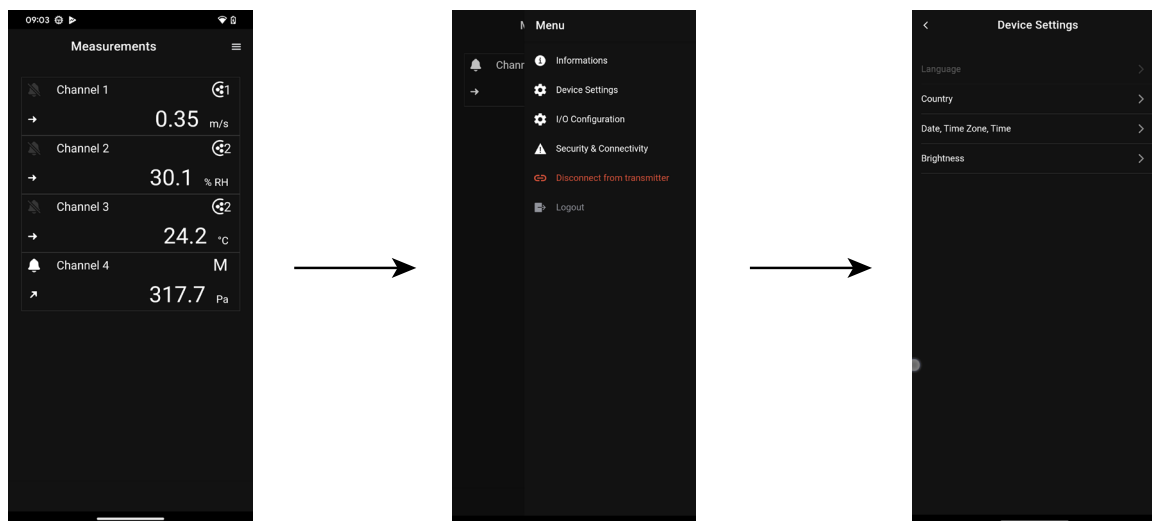 09:03
Measurements
Channel 1
1
0.35 m/s
Channel 2
2
30.1 % RH
Channel 3
2
24.2 °C
Channel 4
M
317.7 Pa
Menu
Chann
Informations
Device Settings
I/O Configuration
Security & Connectivity
Disconnect from transmitter
Logout
Device Settings
Language
Country
Date, Time Zone, Time
Brightness